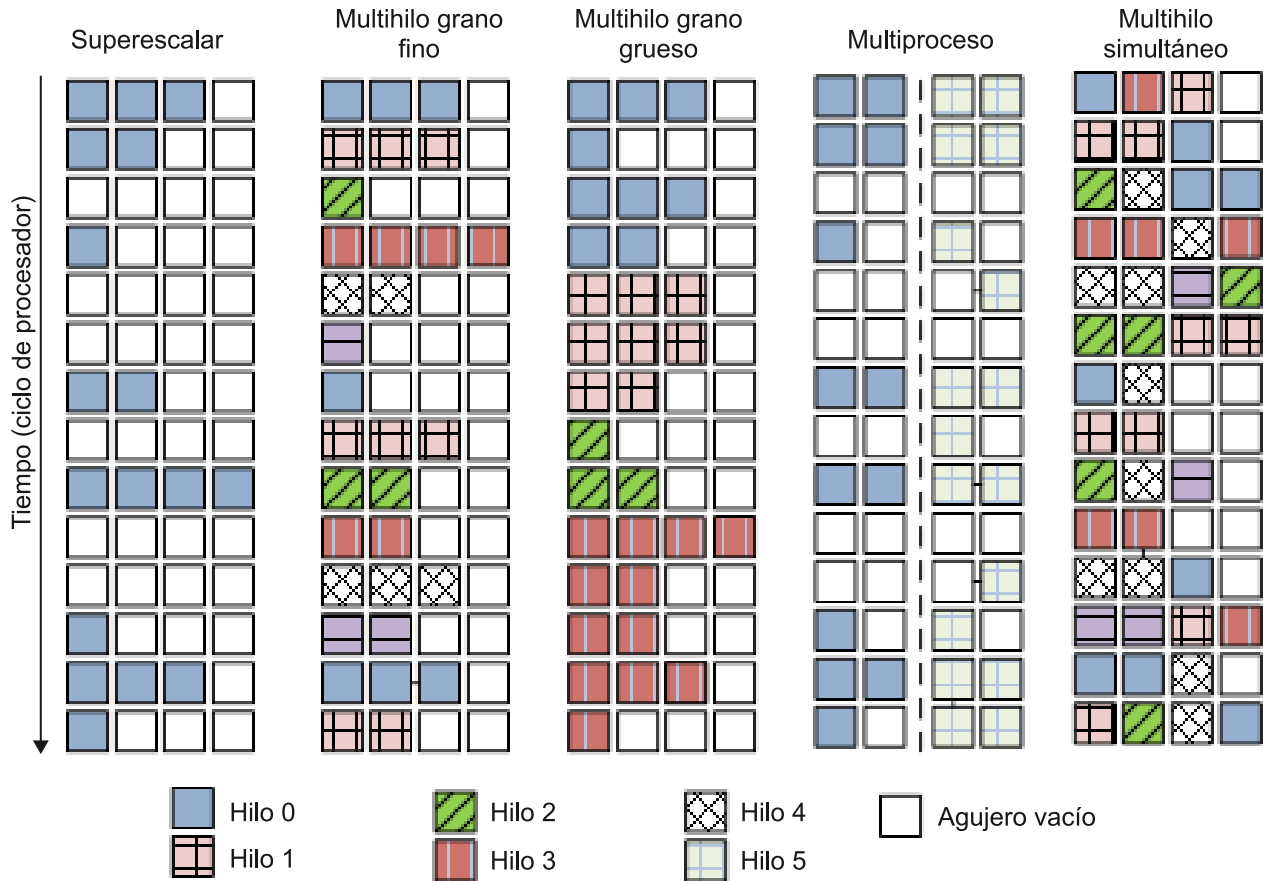 Superescalar
Multihilo grano
fino
Multihilo grano
grueso
Multiproceso
Multihilo
simultáneo
Tiempo (ciclo de procesador)
Hilo 0
Hilo 2
Hilo 4
Agujero vacío
Hilo 1
Hilo 3
Hilo 5